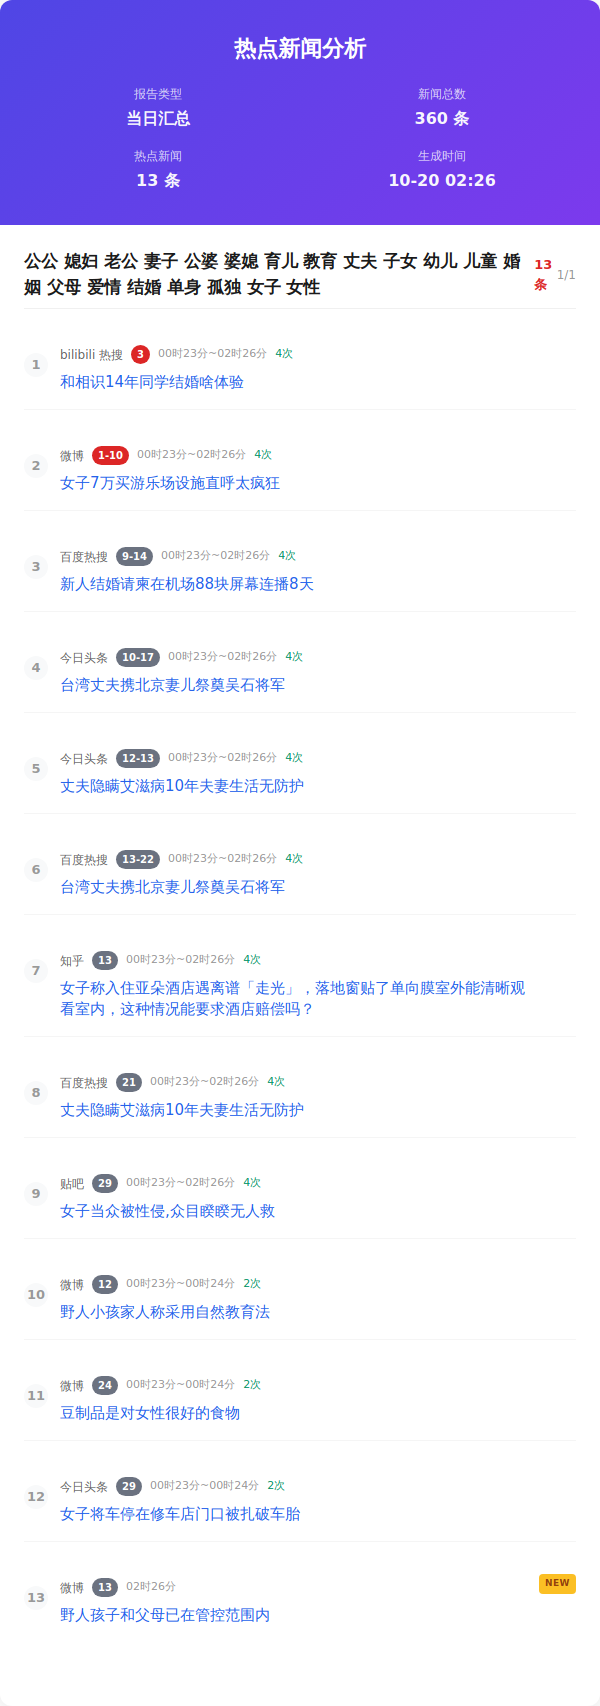 热点新闻分析
报告类型
当日汇总
新闻总数
360 条
热点新闻
13 条
生成时间
10-20 02:26
公公 媳妇 老公 妻子 公婆 婆媳 育儿 教育 丈夫 子女 幼儿 儿童 婚
姻 父母 爱情 结婚 单身 孤独 女子 女性
13
条
1/1
1
bilibili 热搜 3 00时23分~02时26分 4次
和相识14年同学结婚啥体验
2
微博 1-10 00时23分~02时26分 4次
女子7万买游乐场设施直呼太疯狂
3
百度热搜 9-14 00时23分~02时26分 4次
新人结婚请柬在机场88块屏幕连播8天
4
今日头条 10-17 00时23分~02时26分 4次
台湾丈夫携北京妻儿祭奠吴石将军
5
今日头条 12-13 00时23分~02时26分 4次
丈夫隐瞒艾滋病10年夫妻生活无防护
6
百度热搜 13-22 00时23分~02时26分 4次
台湾丈夫携北京妻儿祭奠吴石将军
7
知乎 13 00时23分~02时26分 4次
女子称入住亚朵酒店遇离谱「走光」，落地窗贴了单向膜室外能清晰观
看室内，这种情况能要求酒店赔偿吗？
8
百度热搜 21 00时23分~02时26分 4次
丈夫隐瞒艾滋病10年夫妻生活无防护
9
贴吧 29 00时23分~02时26分 4次
女子当众被性侵,众目睽睽无人救
10
微博 12 00时23分~00时24分 2次
野人小孩家人称采用自然教育法
11
微博 24 00时23分~00时24分 2次
豆制品是对女性很好的食物
12
今日头条 29 00时23分~00时24分 2次
女子将车停在修车店门口被扎破车胎
13
微博 13 02时26分
NEW
野人孩子和父母已在管控范围内